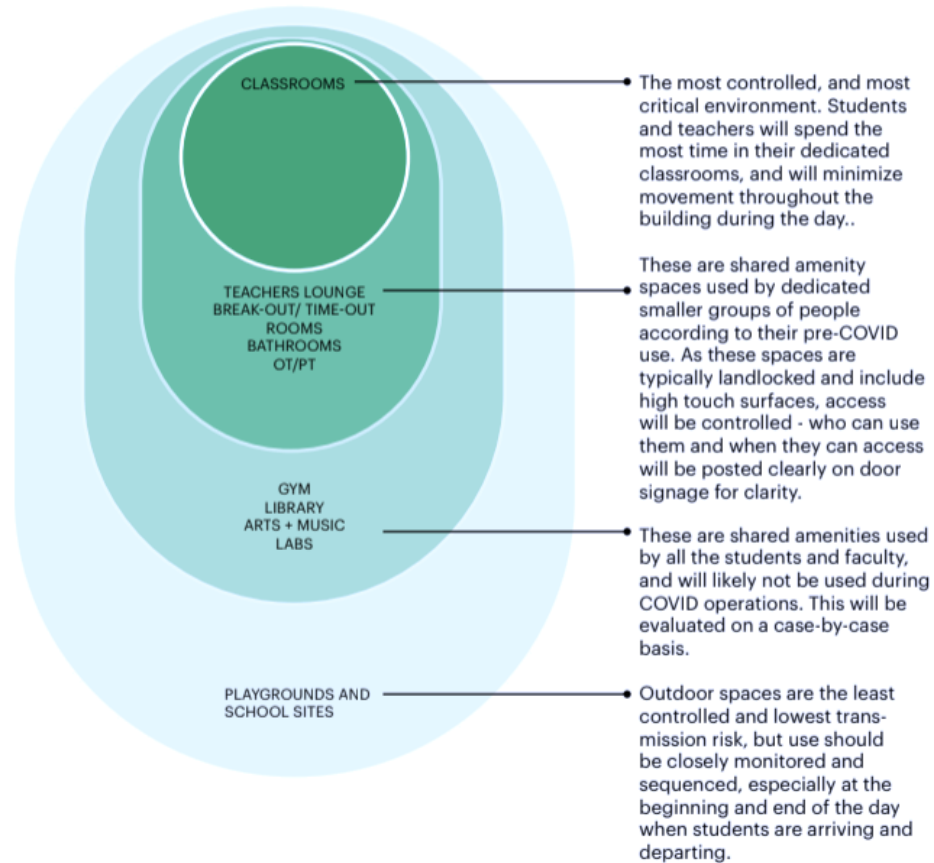 CLASSROOMS
The most controlled, and most
critical environment. Students
and teachers will spend the
most time in their dedicated
classrooms, and will minimize
movement throughout the
building during the day..
TEACHERS LOUNGE
BREAK-OUT/ TIME-OUT
ROOMS
BATHROOMS
OT/PT
These are shared amenity
spaces used by dedicated
smaller groups of people
according to their pre-COVID
use. As these spaces are
typically landlocked and include
high touch surfaces, access
will be controlled - who can use
them and when they can access
will be posted clearly on door
signage for clarity.
GYM
LIBRARY
ARTS + MUSIC
LABS
These are shared amenities used
by all the students and faculty,
and will likely not be used during
COVID operations. This will be
evaluated on a case-by-case
basis.
PLAYGROUNDS AND
SCHOOL SITES
Outdoor spaces are the least
controlled and lowest trans-
mission risk, but use should
be closely monitored and
sequenced, especially at the
beginning and end of the day
when students are arriving and
departing.